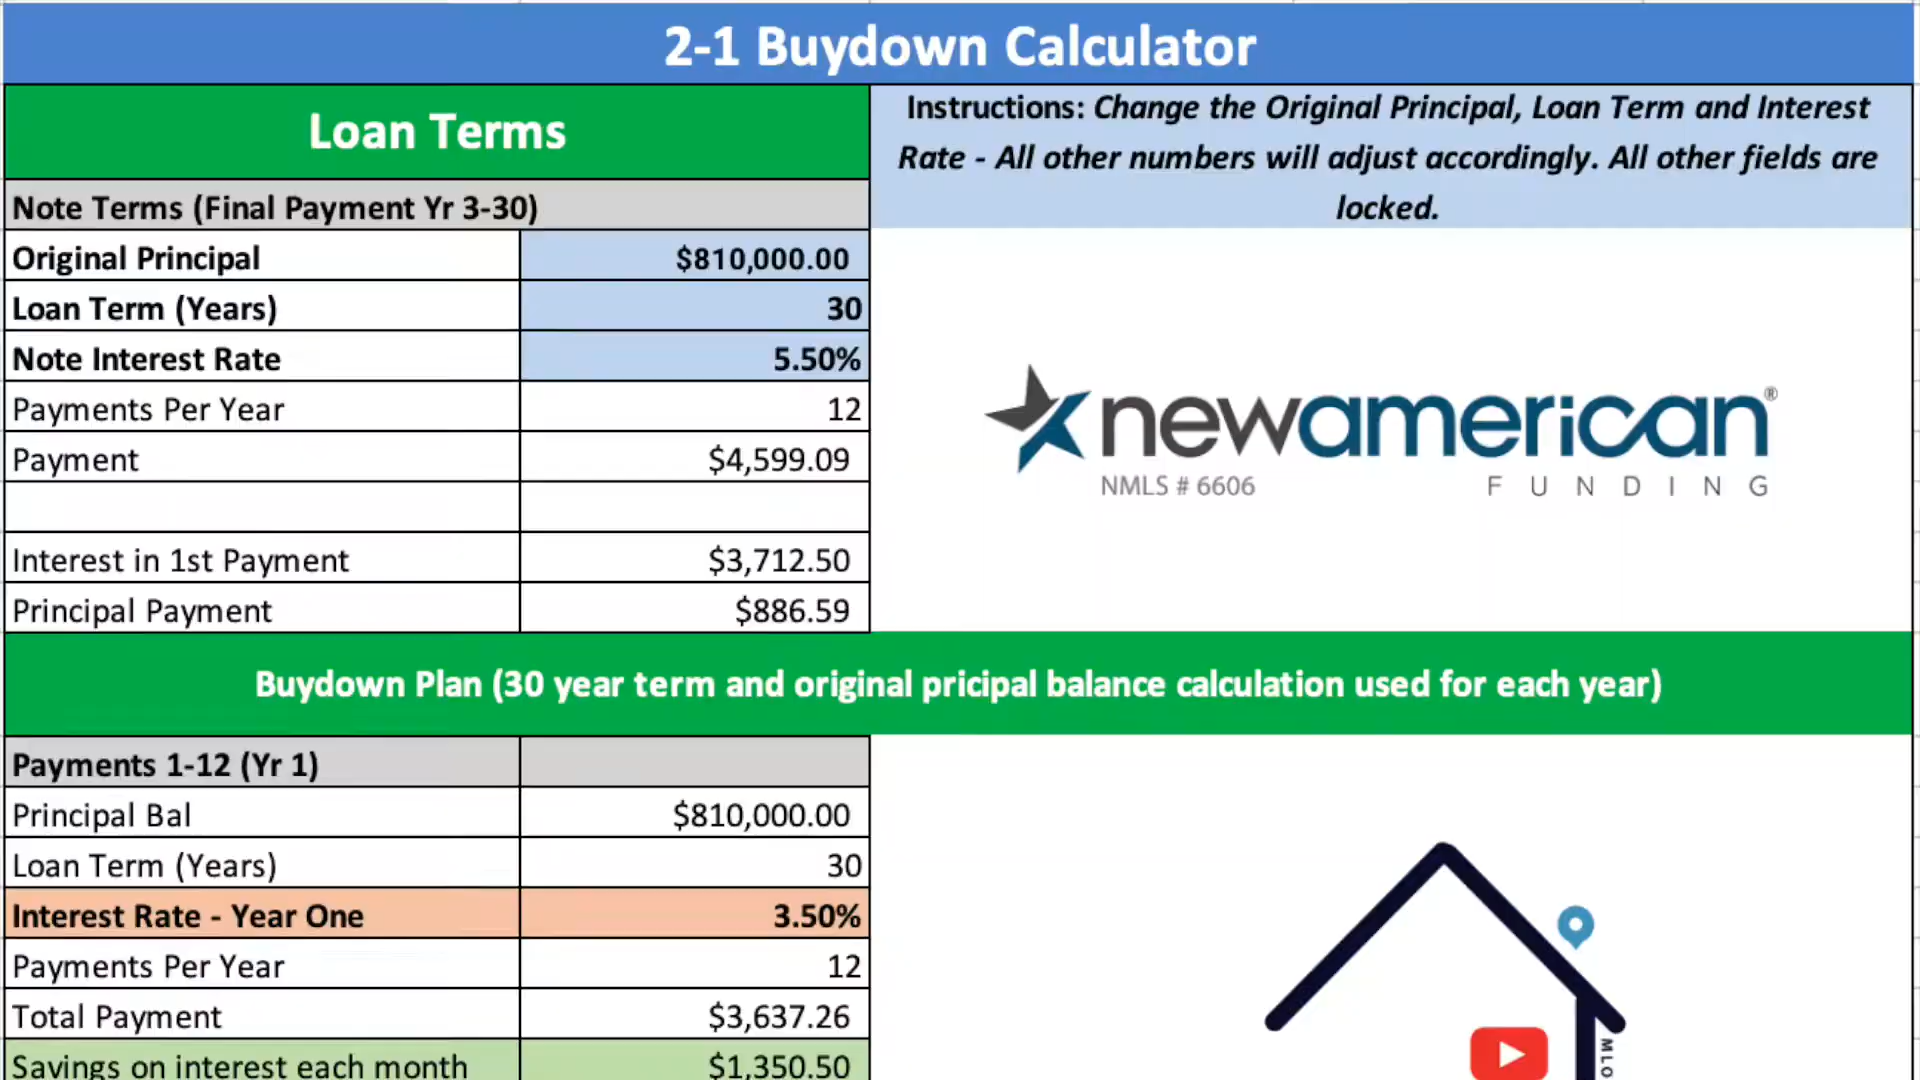 2-1 Buydown Calculator
Loan Terms
Instructions: Change the Original Principal, Loan Term and Interest
Rate - All other numbers will adjust accordingly. All other fields are
locked.
Note Terms (Final Payment Yr 3-30)
Original Principal $810,000.00
Loan Term (Years) 30
Note Interest Rate 5.50%
Payments Per Year 12
Payment $4,599.09
newamerican®
NMLS # 6606 FUNDING
Interest in 1st Payment $3,712.50
Principal Payment $886.59
Buydown Plan (30 year term and original pricipal balance calculation used for each year)
Payments 1-12 (Yr 1)
Principal Bal $810,000.00
Loan Term (Years) 30
Interest Rate - Year One 3.50%
Payments Per Year 12
Total Payment $3,637.26
Savings on interest each month $1,350.50
MLO